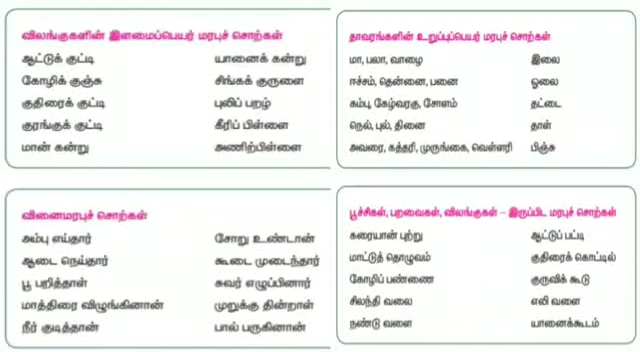 விலங்குகளின் இளமைப்பெயர் மரபுச் சொற்கள்
ஆட்டுக் குட்டி யானைக் கன்று
கோழிக் குஞ்சு சிங்கக் குருளை
குதிரைக் குட்டி புலிப் பறழ்
குரங்குக் குட்டி கீரிப் பிள்ளை
மான் கன்று அணிற்பிள்ளை
தாவரங்களின் உறுப்புப்பெயர் மரபுச் சொற்கள்
மா, பலா, வாழை இலை
ஈச்சம், தென்னை, பனை ஓலை
கம்பு, கேழ்வரகு, சோளம் தட்டை
நெல், புல், தினை தாள்
அவரை, கத்தரி, முருங்கை, வெள்ளரி பிஞ்சு
வினைமரபுச் சொற்கள்
அம்பு எய்தார் சோறு உண்டான்
ஆடை நெய்தார் கூடை முடைந்தார்
பூ பறித்தாள் சுவர் எழுப்பினார்
மாத்திரை விழுங்கினான் முறுக்கு தின்றாள்
நீர் குடித்தான் பால் பருகினான்
பூச்சிகள், பறவைகள், விலங்குகள் – இருப்பிட மரபுச் சொற்கள்
கரையான் புற்று ஆட்டுப் பட்டி
மாட்டுத் தொழுவம் குதிரைக் கொட்டில்
கோழிப் பண்ணை குருவிக் கூடு
சிலந்தி வலை எலி வளை
நண்டு வளை யானைக்கூடம்